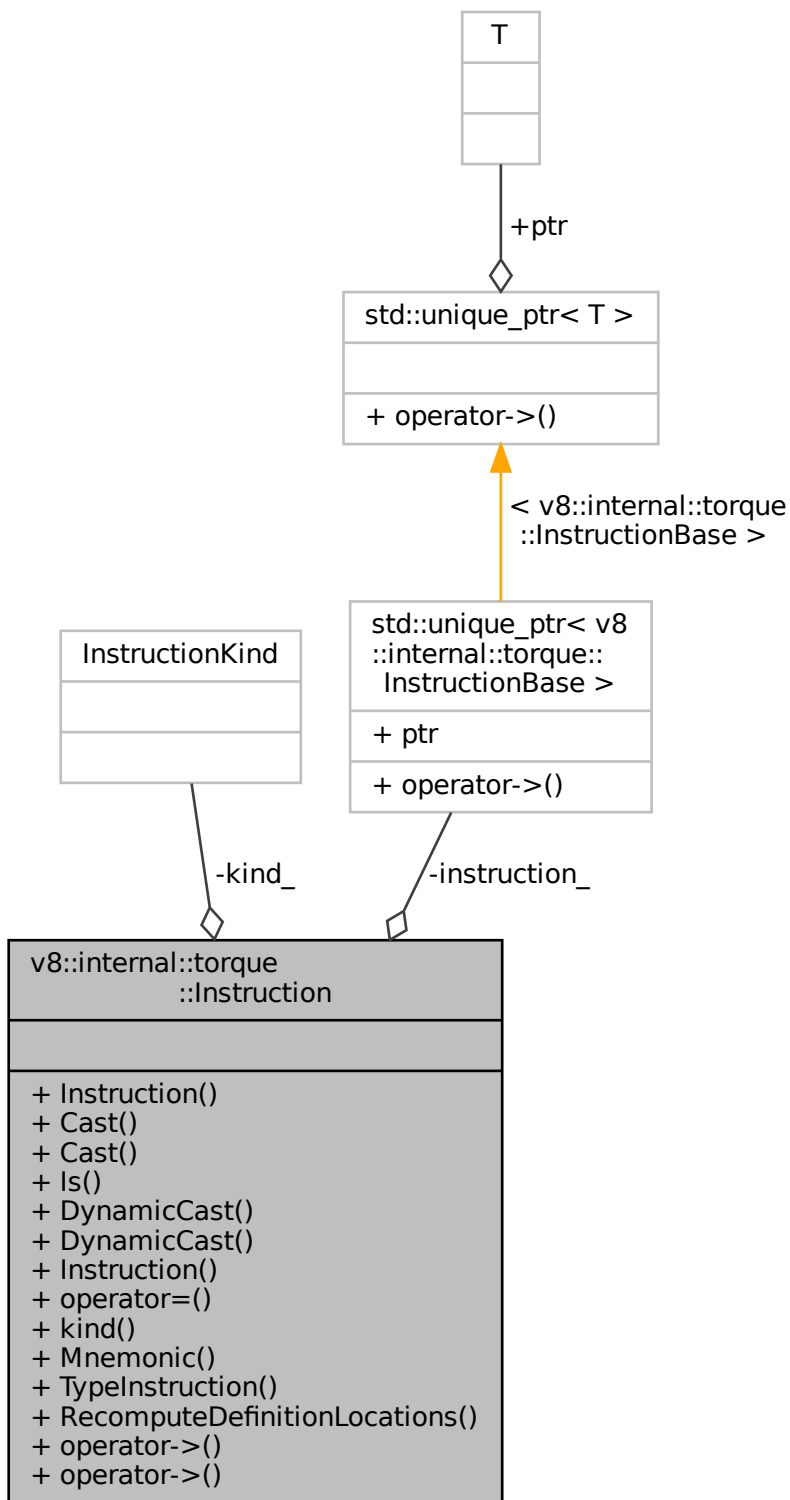 T
+ptr
std::unique_ptr< T >
+ operator->()
< v8::internal::torque
::InstructionBase >
InstructionKind
std::unique_ptr< v8
::internal::torque::
InstructionBase >
+ ptr
+ operator->()
-kind_
-instruction_
v8::internal::torque
::Instruction
+ Instruction()
+ Cast()
+ Cast()
+ Is()
+ DynamicCast()
+ DynamicCast()
+ Instruction()
+ operator=()
+ kind()
+ Mnemonic()
+ TypeInstruction()
+ RecomputeDefinitionLocations()
+ operator->()
+ operator->()